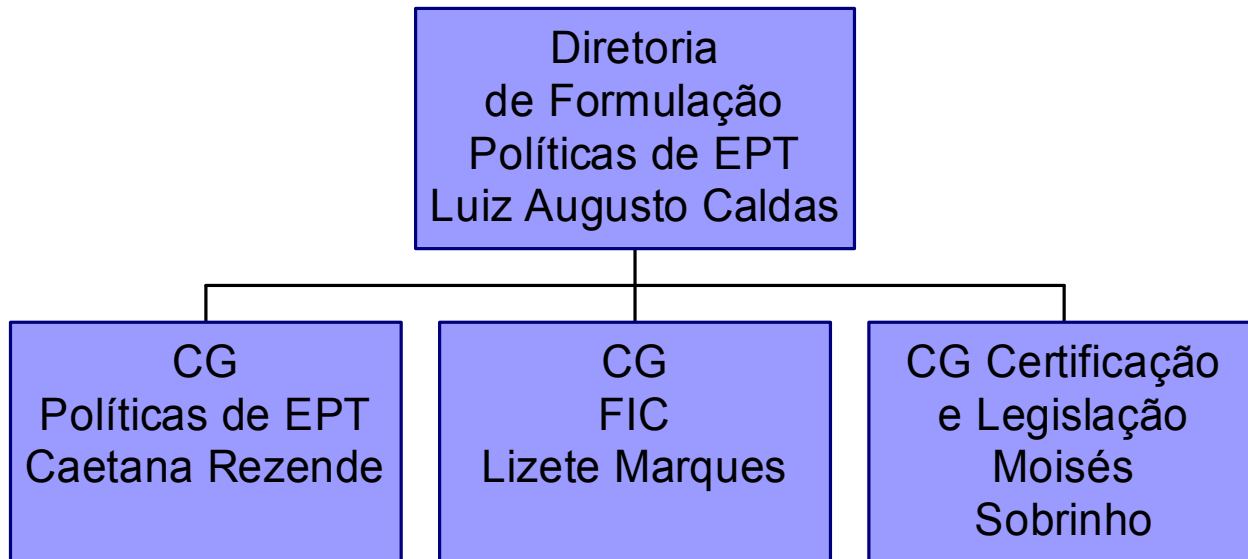 Diretoria
de Formulação
Políticas de EPT
Luiz Augusto Caldas
CG
Políticas de EPT
Caetana Rezende
CG
FIC
Lizete Marques
CG Certificação
e Legislação
Moisés
Sobrinho